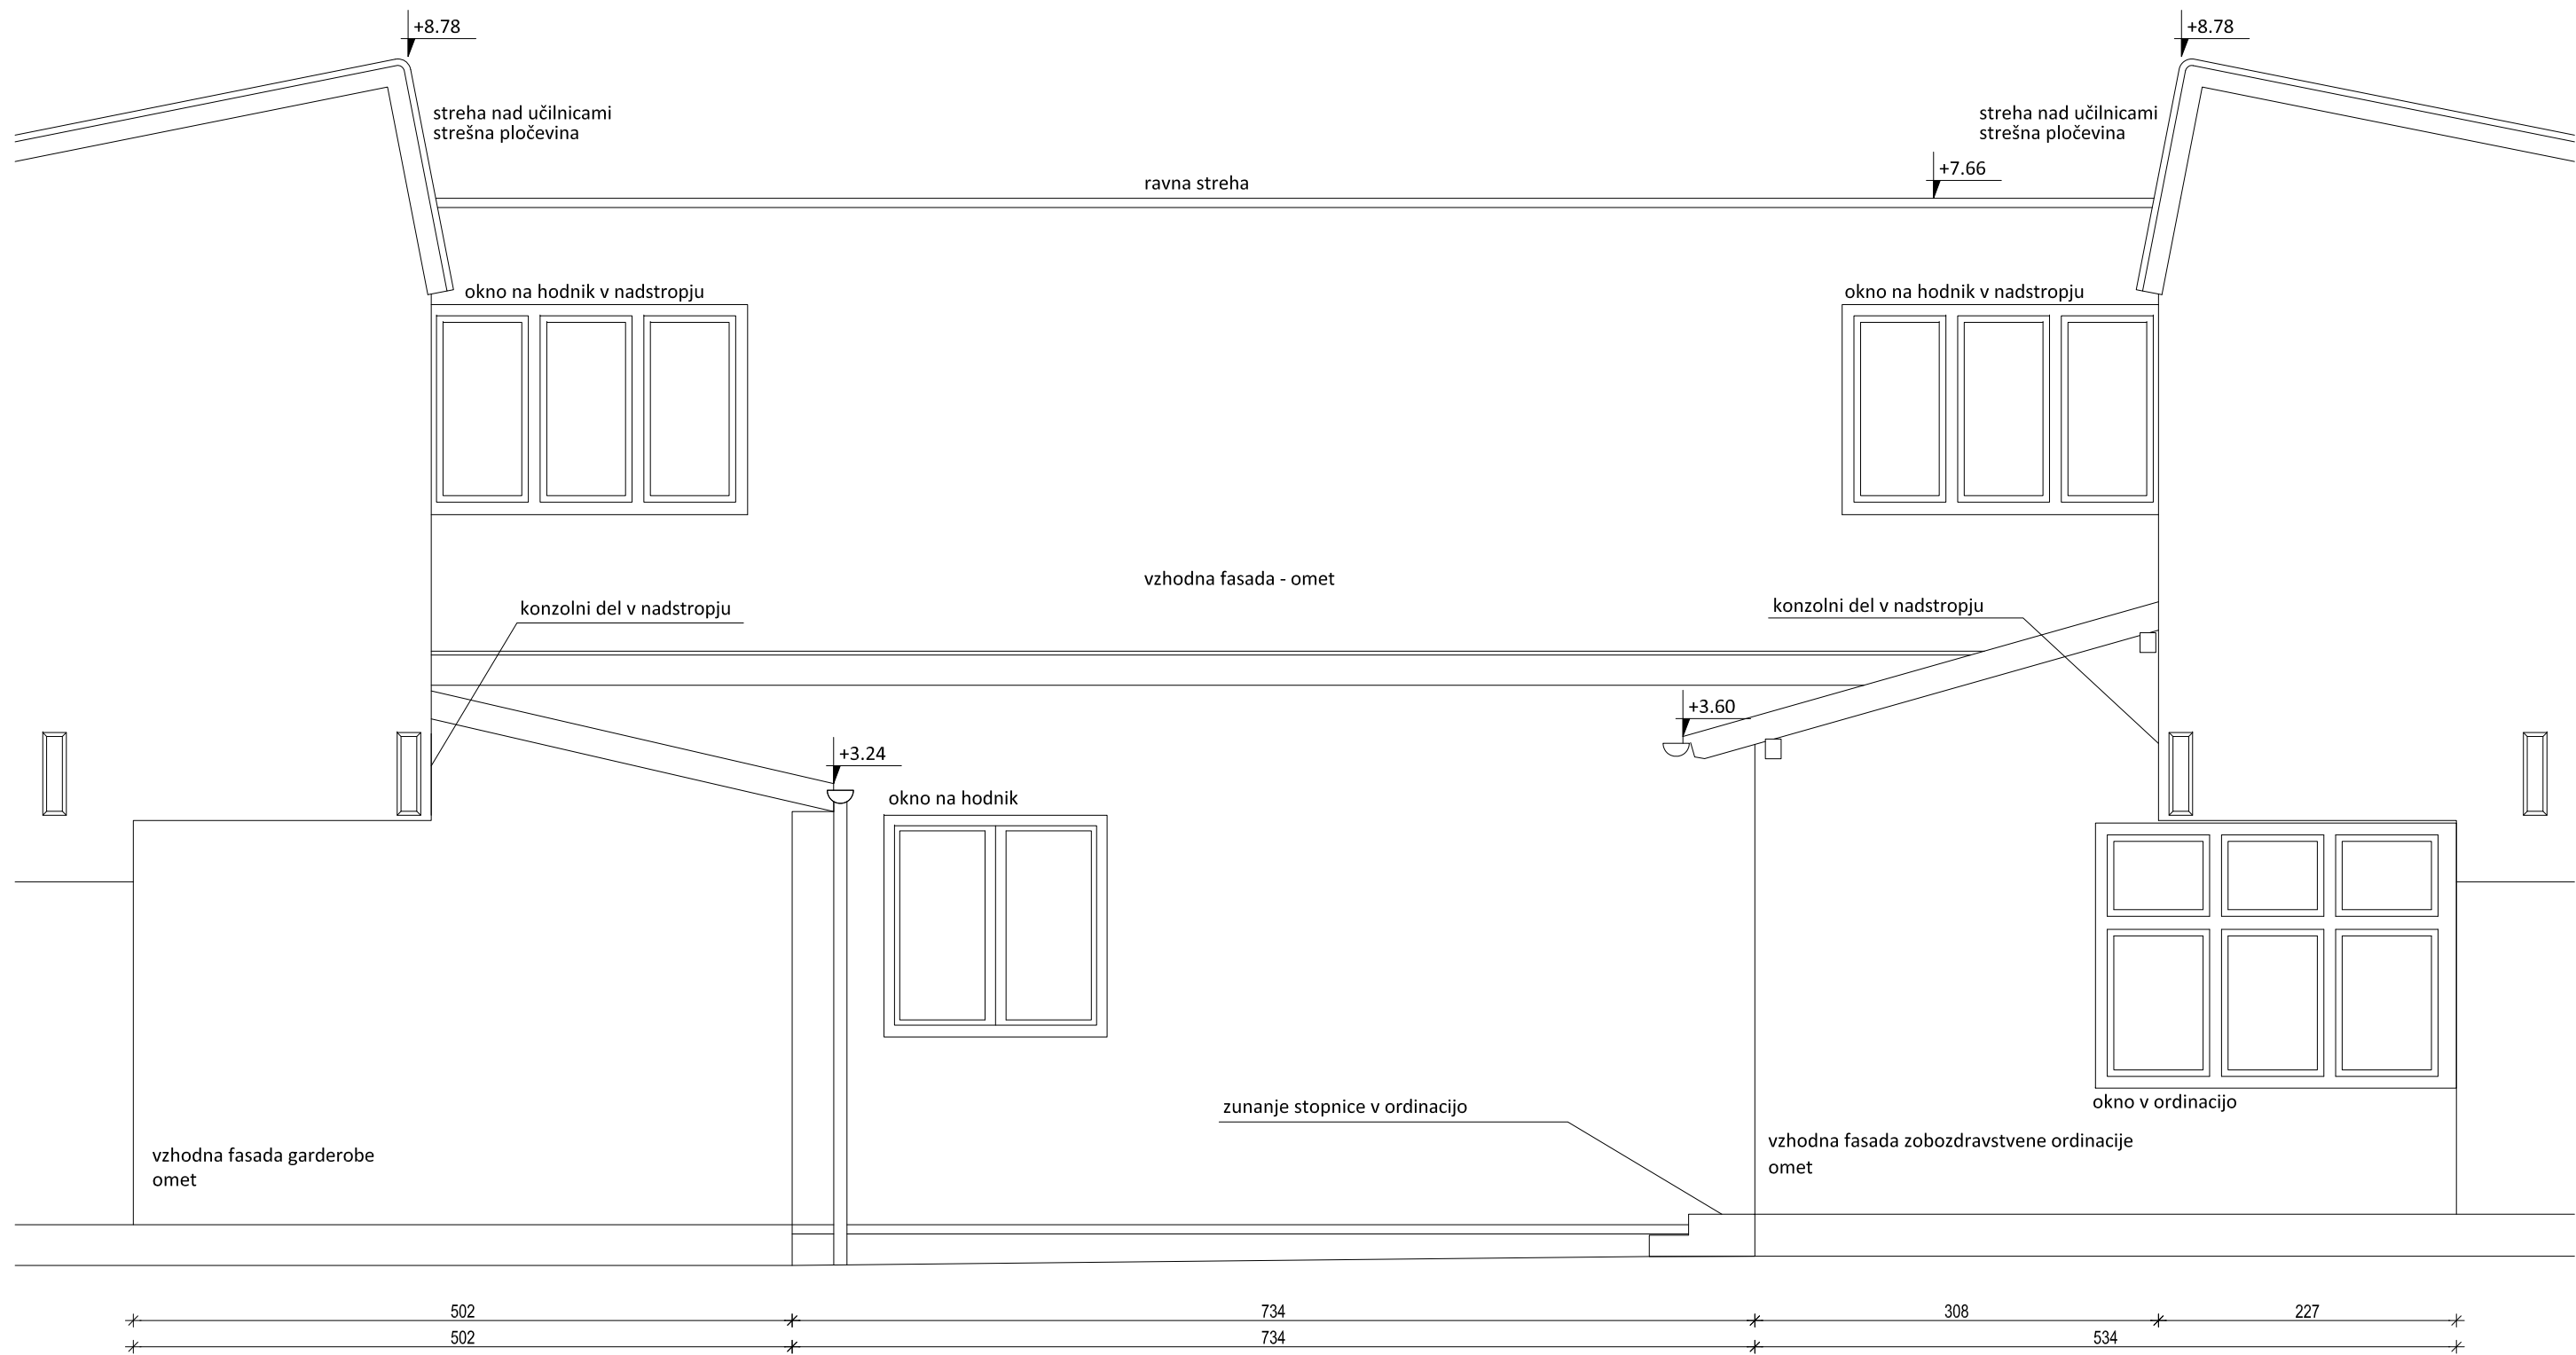 +8.78
+8.78
streha nad učilnicami
strešna pločevina
streha nad učilnicami
strešna pločevina
+7.66
ravna streha
okno na hodnik v nadstropju
okno na hodnik v nadstropju
vzhodna fasada - omet
konzolni del v nadstropju
konzolni del v nadstropju
+3.60
+3.24
okno na hodnik
okno v ordinacijo
zunanje stopnice v ordinacijo
vzhodna fasada zobozdravstvene ordinacije
omet
vzhodna fasada garderobe
omet
502
734
308
227
502
734
534